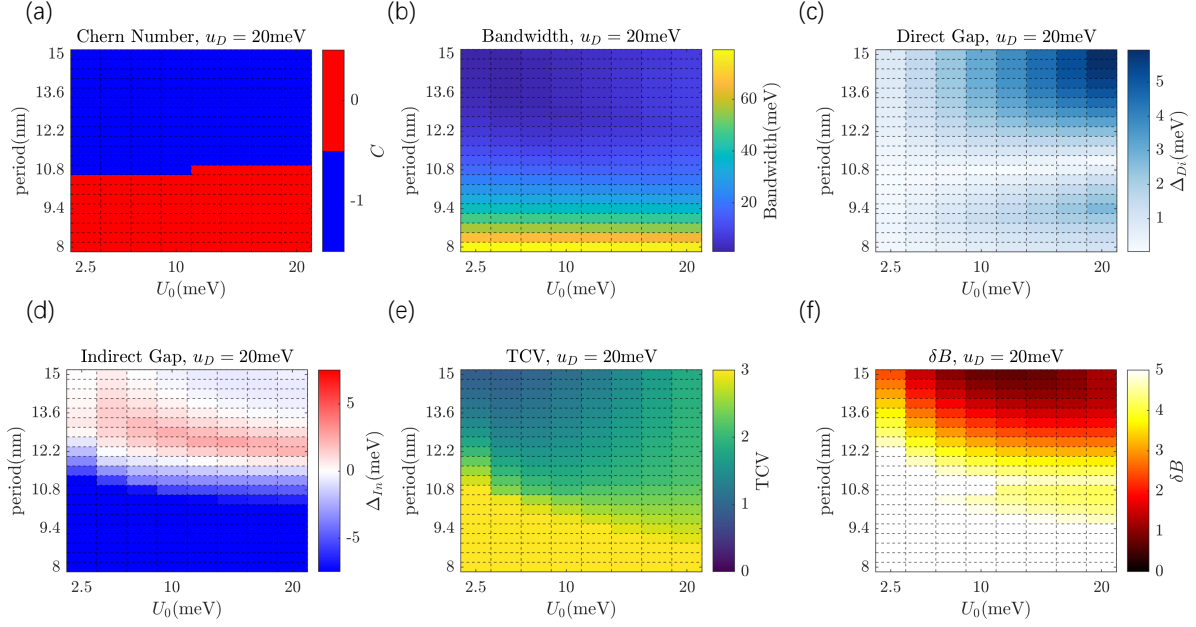 (a)
Chern Number, u_D = 20meV
15
13.6
12.2
10.8
9.4
8
period(nm)
2.5
10
20
U_0(meV)
0
-1
C
(b)
Bandwidth, u_D = 20meV
15
13.6
12.2
10.8
9.4
8
period(nm)
2.5
10
20
U_0(meV)
60
40
20
Bandwidth(meV)
(c)
Direct Gap, u_D = 20meV
15
13.6
12.2
10.8
9.4
8
period(nm)
2.5
10
20
U_0(meV)
5
4
3
2
1
Δ_Di(meV)
(d)
Indirect Gap, u_D = 20meV
15
13.6
12.2
10.8
9.4
8
period(nm)
2.5
10
20
U_0(meV)
5
0
-5
Δ_In(meV)
(e)
TCV, u_D = 20meV
15
13.6
12.2
10.8
9.4
8
period(nm)
2.5
10
20
U_0(meV)
3
2
1
0
TCV
(f)
δB, u_D = 20meV
15
13.6
12.2
10.8
9.4
8
period(nm)
2.5
10
20
U_0(meV)
5
4
3
2
1
0
δB